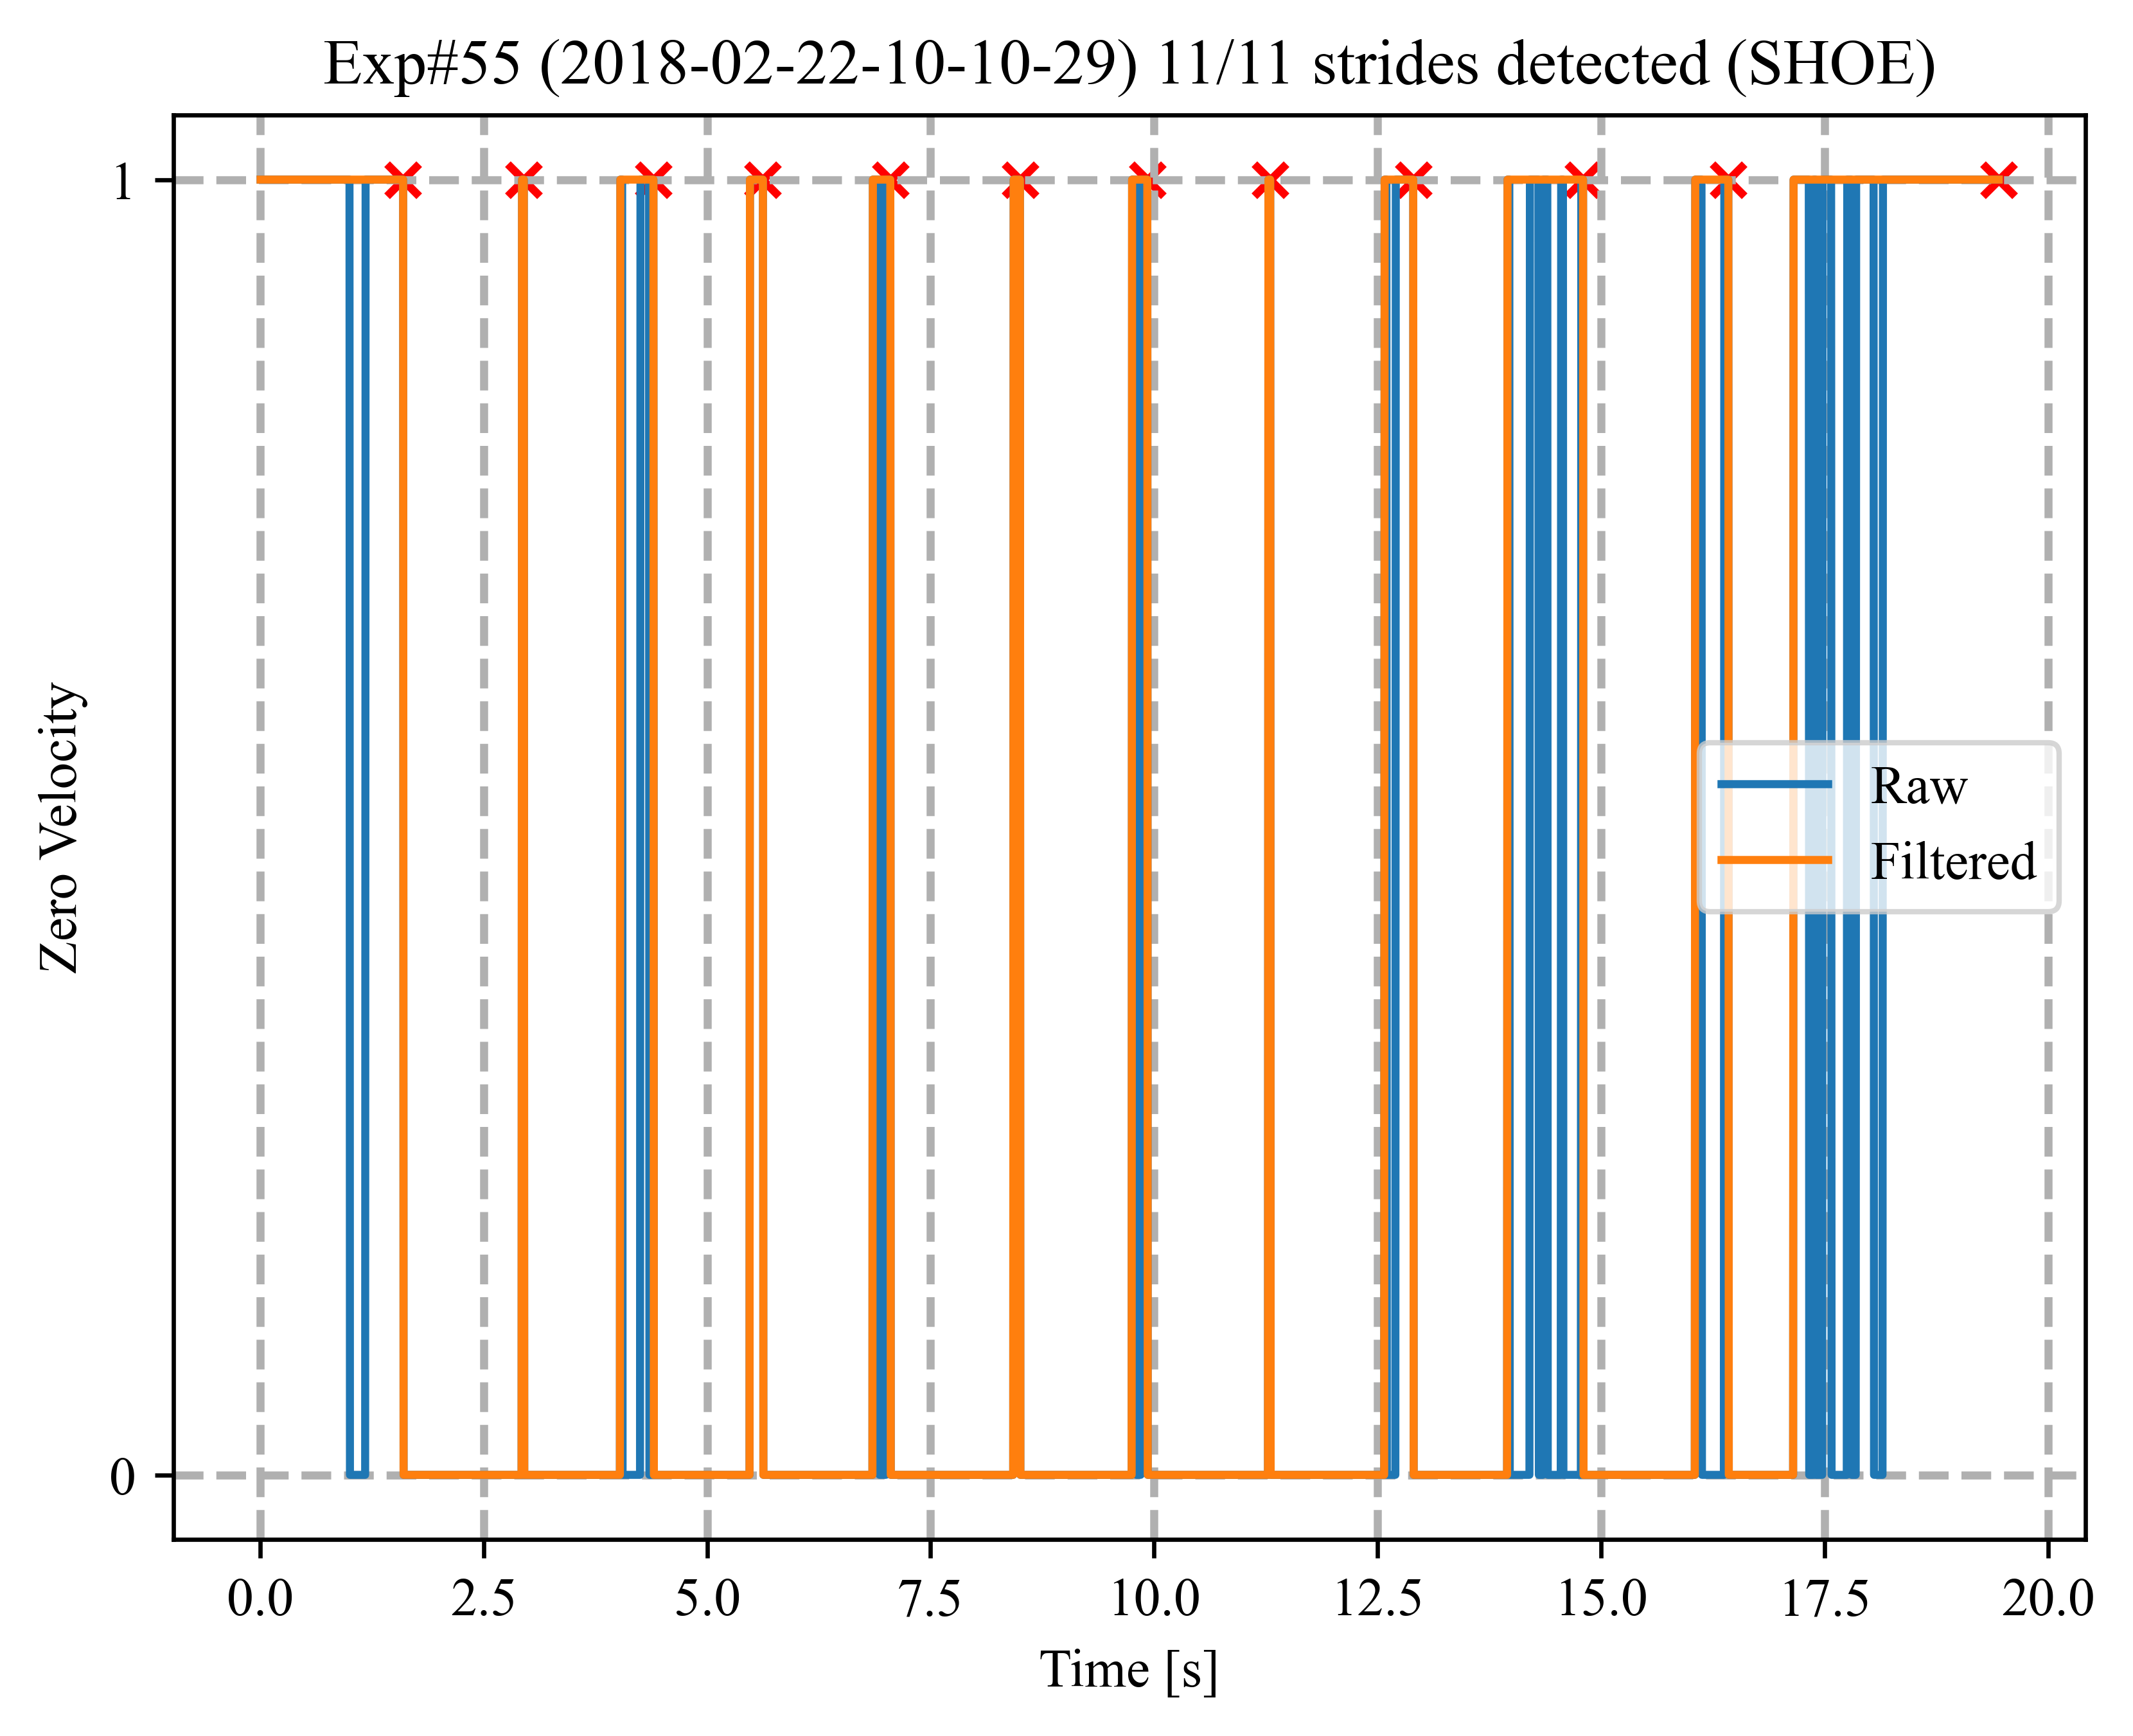 Exp#55 (2018-02-22-10-10-29) 11/11 strides detected (SHOE)
1
Zero Velocity
Raw
Filtered
0
0.0 2.5 5.0 7.5 10.0 12.5 15.0 17.5 20.0
Time [s]